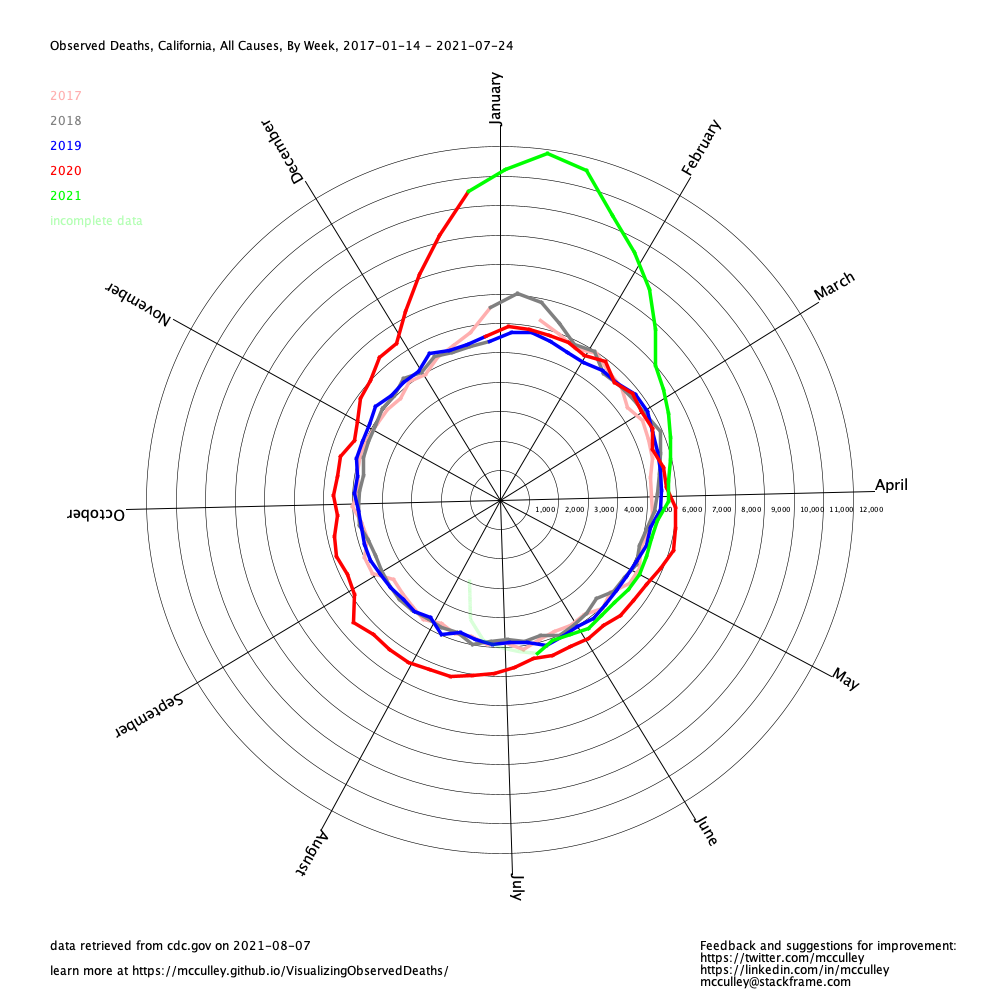 Observed Deaths, California, All Causes, By Week, 2017-01-14 - 2021-07-24
2017
2018
2019
2020
2021
incomplete data
January
February
March
April
May
June
July
August
September
October
November
December
1,000 2,000 3,000 4,000 5,000 6,000 7,000 8,000 9,000 10,000 11,000 12,000
data retrieved from cdc.gov on 2021-08-07
learn more at https://mcculley.github.io/VisualizingObservedDeaths/
Feedback and suggestions for improvement:
https://twitter.com/mcculley
https://linkedin.com/in/mcculley
mcculley@stackframe.com